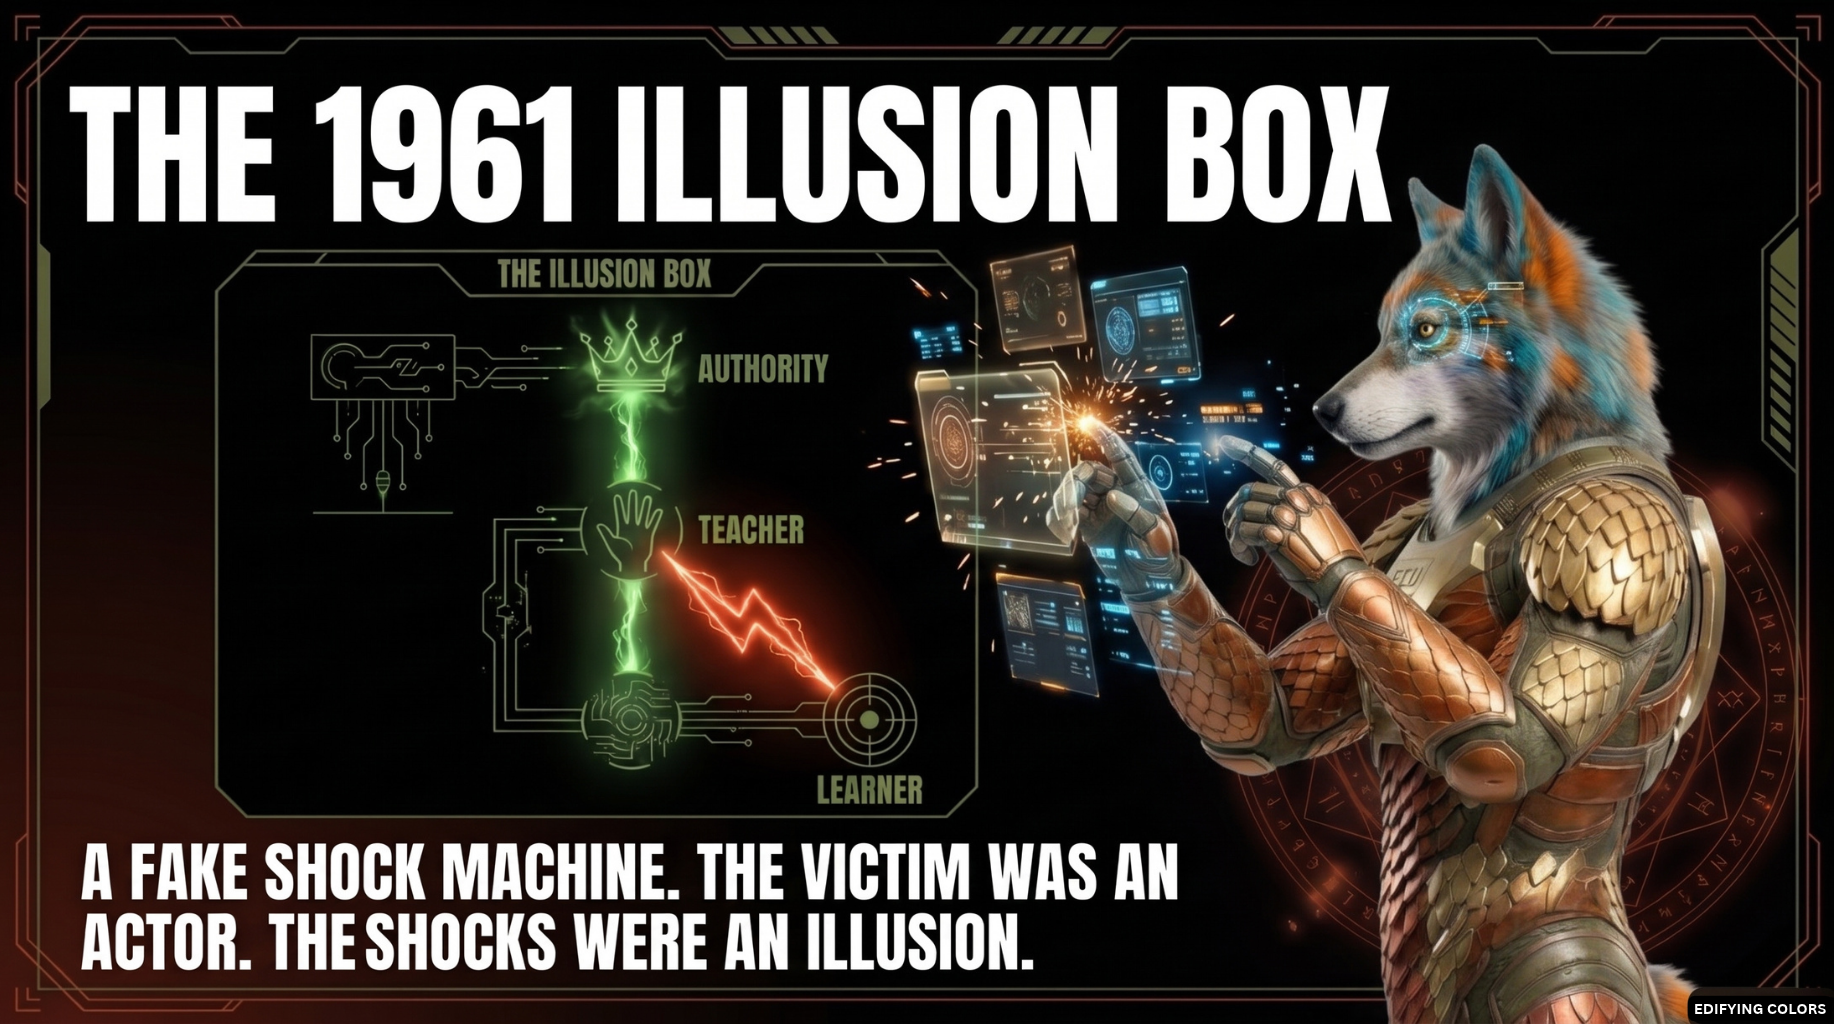 THE 1961 ILLUSION BOX
THE ILLUSION BOX
AUTHORITY
TEACHER
LEARNER
A FAKE SHOCK MACHINE. THE VICTIM WAS AN
ACTOR. THE SHOCKS WERE AN ILLUSION.
EDIFYING COLORS